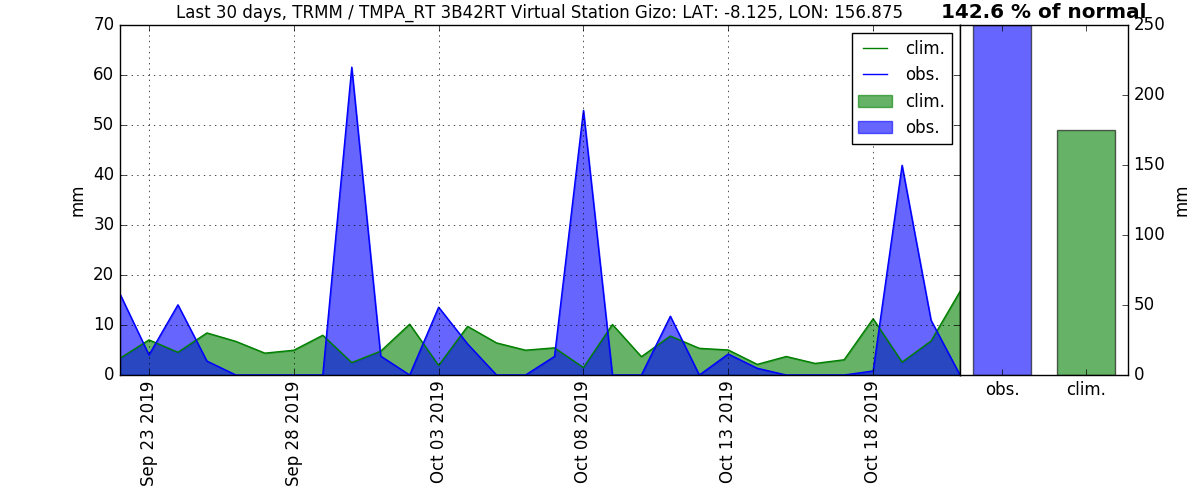 Last 30 days, TRMM / TMPA_RT 3B42RT Virtual Station Gizo: LAT: -8.125, LON: 156.875
142.6 % of normal
70
60
50
40
30
20
10
0
mm
clim.
obs.
clim.
obs.
Sep 23 2019
Sep 28 2019
Oct 03 2019
Oct 08 2019
Oct 13 2019
Oct 18 2019
250
200
150
100
50
0
mm
obs.
clim.